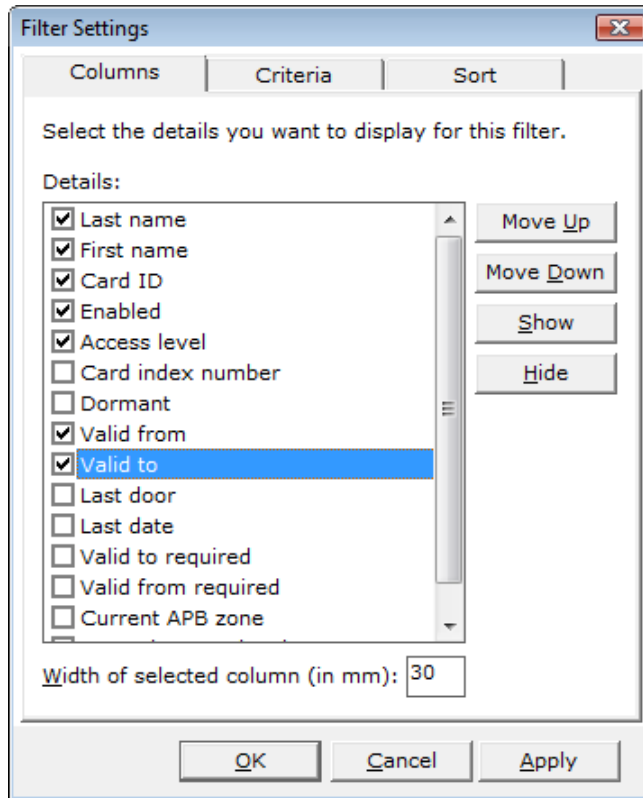 Filter Settings
Columns Criteria Sort
Select the details you want to display for this filter.
Details:
Last name
First name
Card ID
Enabled
Access level
Card index number
Dormant
Valid from
Valid to
Last door
Last date
Valid to required
Valid from required
Current APB zone
Move Up
Move Down
Show
Hide
Width of selected column (in mm): 30
OK Cancel Apply